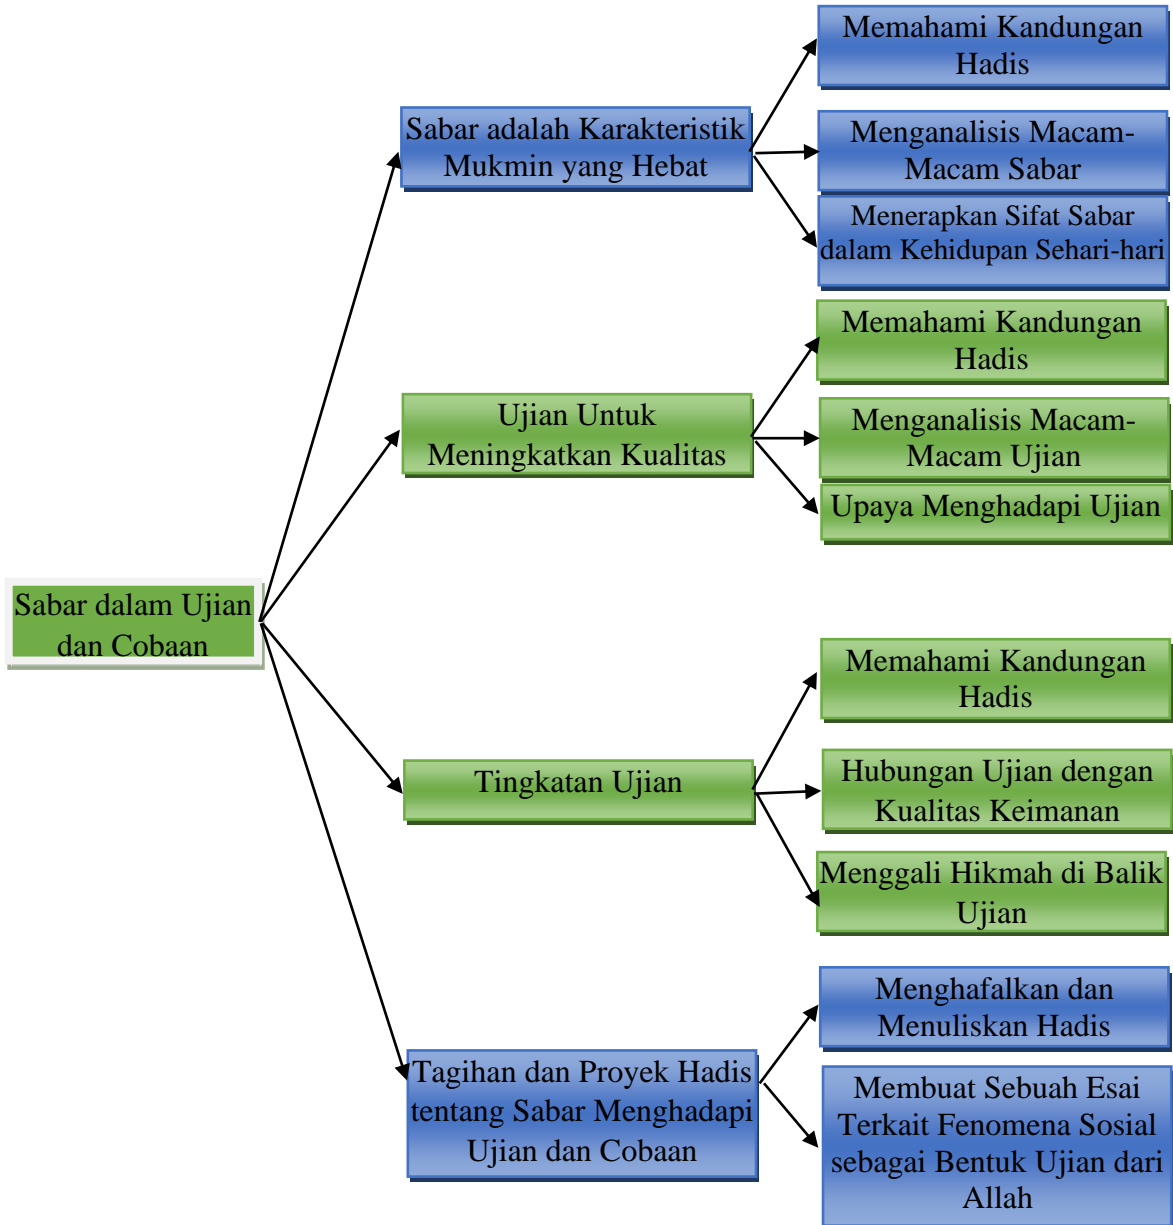 Sabar dalam Ujian
dan Cobaan
Sabar adalah Karakteristik
Mukmin yang Hebat
Memahami Kandungan
Hadis
Menganalisis Macam-
Macam Sabar
Menerapkan Sifat Sabar
dalam Kehidupan Sehari-hari
Ujian Untuk
Meningkatkan Kualitas
Memahami Kandungan
Hadis
Menganalisis Macam-
Macam Ujian
Upaya Menghadapi Ujian
Tingkatan Ujian
Memahami Kandungan
Hadis
Hubungan Ujian dengan
Kualitas Keimanan
Menggali Hikmah di Balik
Ujian
Tagihan dan Proyek Hadis
tentang Sabar Menghadapi
Ujian dan Cobaan
Menghafalkan dan
Menuliskan Hadis
Membuat Sebuah Esai
Terkait Fenomena Sosial
sebagai Bentuk Ujian dari
Allah